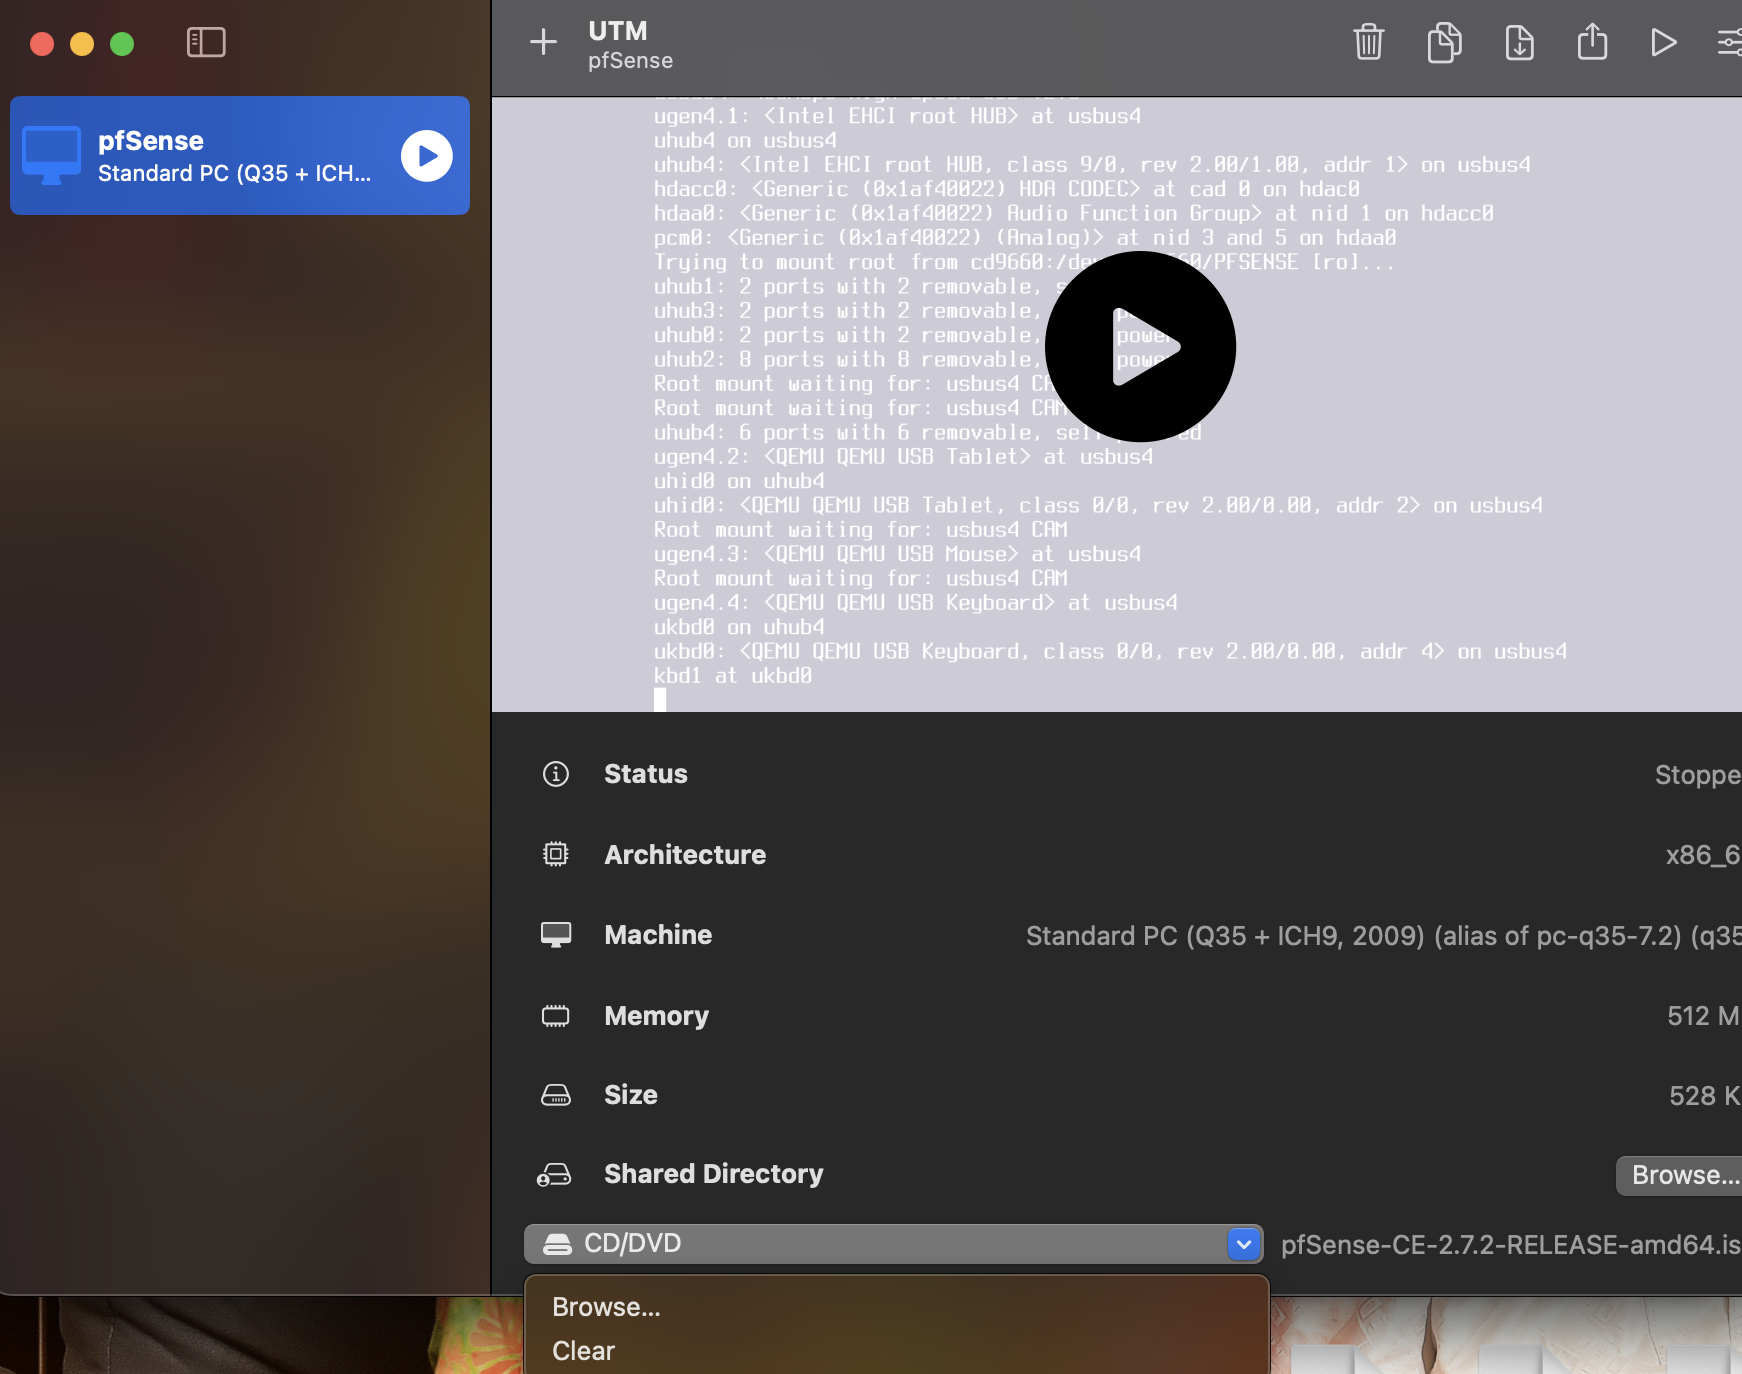 UTM
pfSense
pfSense
Standard PC (Q35 + ICH...
ugen4.1: <Intel EHCI root HUB> at usbus4
uhub4 on usbus4
uhub4: <Intel EHCI root HUB, class 9/0, rev 2.00/1.00, addr 1> on usbus4
hdacc0: <Generic (0x1af40022) HDA CODEC> at cad 0 on hdac0
hdaa0: <Generic (0x1af40022) Audio Function Group> at nid 1 on hdacc0
pcm0: <Generic (0x1af40022) (Analog)> at nid 3 and 5 on hdaa0
Trying to mount root from cd9660:/de 60/PFSENSE [ro]...
uhub1: 2 ports with 2 removable, s
uhub3: 2 ports with 2 removable,
uhub0: 2 ports with 2 removable, power
uhub2: 8 ports with 8 removable, powe
Root mount waiting for: usbus4 CA
Root mount waiting for: usbus4 CAM
uhub4: 6 ports with 6 removable, self ed
ugen4.2: <QEMU QEMU USB Tablet> at usbus4
uhid0 on uhub4
uhid0: <QEMU QEMU USB Tablet, class 0/0, rev 2.00/0.00, addr 2> on usbus4
Root mount waiting for: usbus4 CAM
ugen4.3: <QEMU QEMU USB Mouse> at usbus4
Root mount waiting for: usbus4 CAM
ugen4.4: <QEMU QEMU USB Keyboard> at usbus4
ukbd0 on uhub4
ukbd0: <QEMU QEMU USB Keyboard, class 0/0, rev 2.00/0.00, addr 4> on usbus4
kbd1 at ukbd0
Status Stoppe
Architecture x86_6
Machine Standard PC (Q35 + ICH9, 2009) (alias of pc-q35-7.2) (q35
Memory 512 M
Size 528 K
Shared Directory Browse...
CD/DVD pfSense-CE-2.7.2-RELEASE-amd64.is
Browse...
Clear